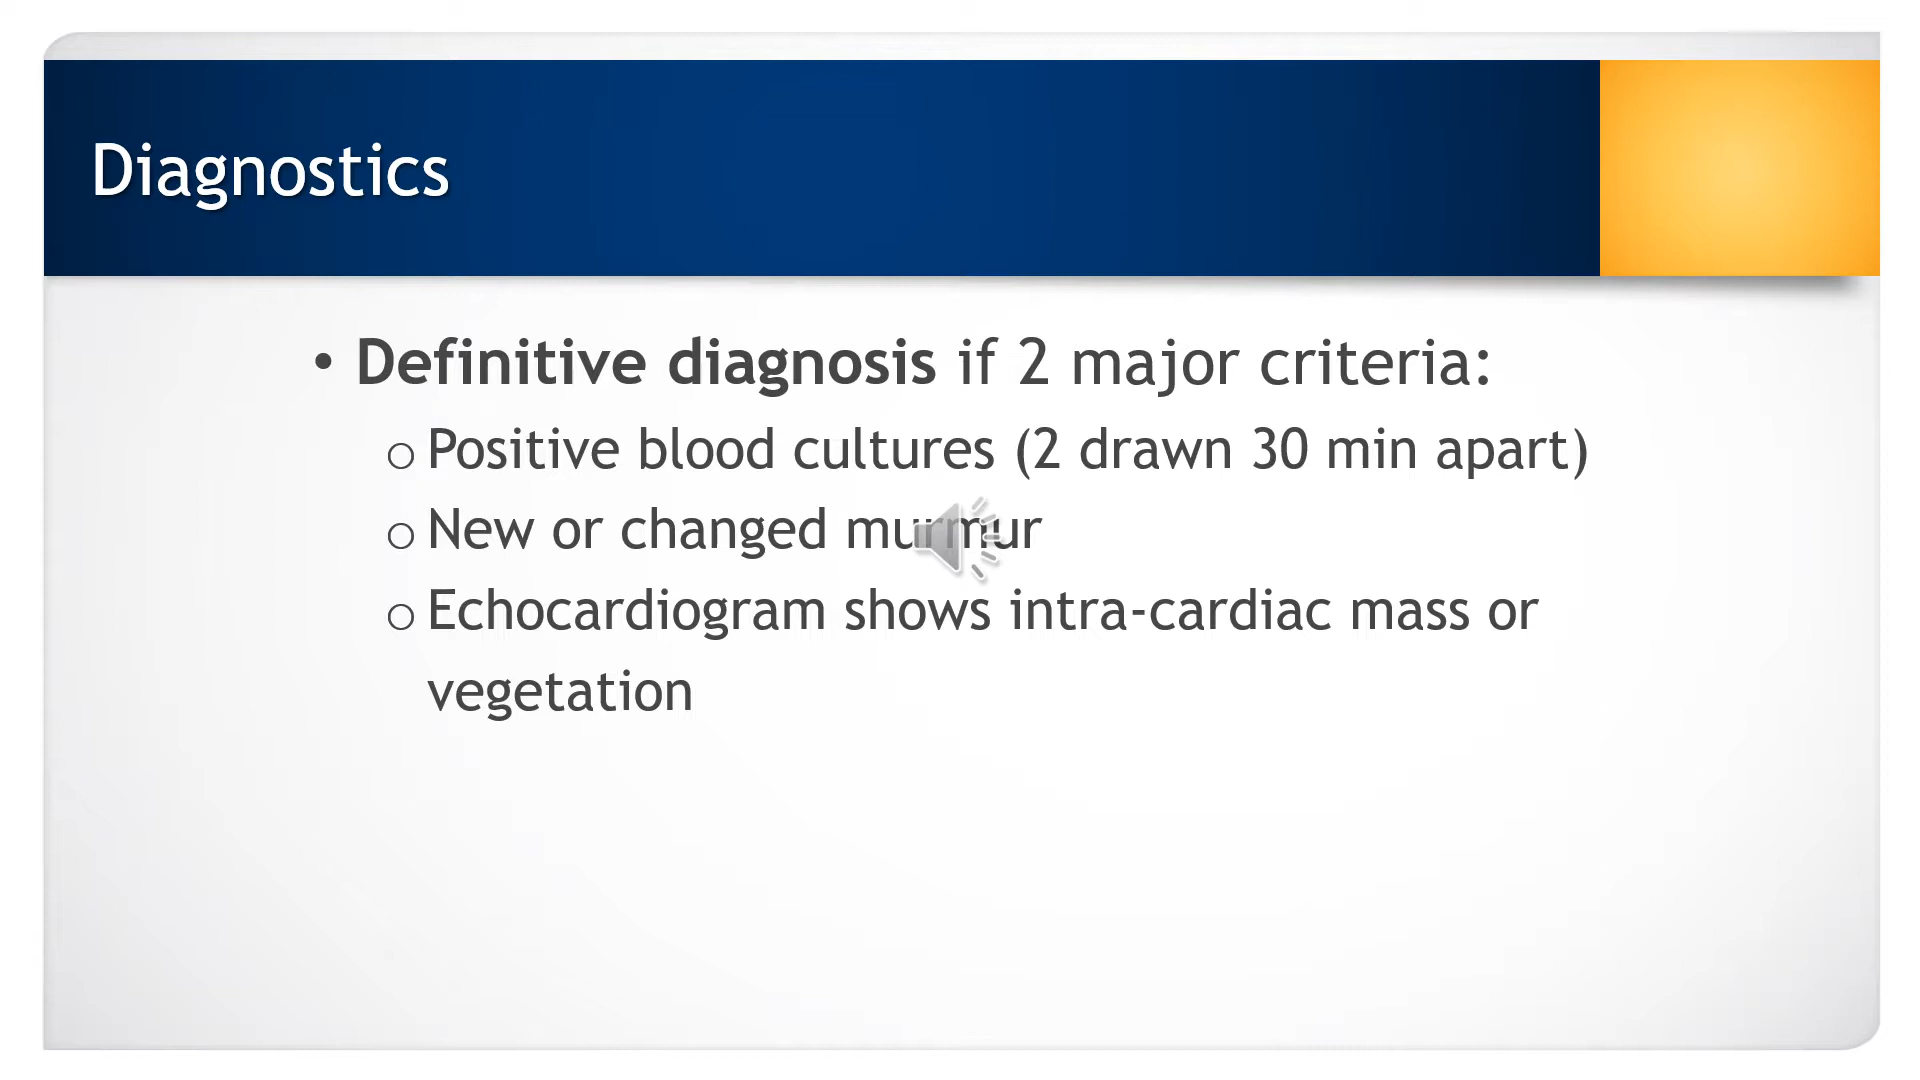 Diagnostics
• Definitive diagnosis if 2 major criteria:
o Positive blood cultures (2 drawn 30 min apart)
o New or changed murmur
o Echocardiogram shows intra-cardiac mass or
vegetation